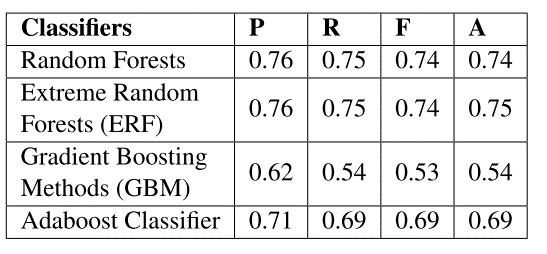 Classifiers P R F A
Random Forests 0.76 0.75 0.74 0.74
Extreme Random
Forests (ERF) 0.76 0.75 0.74 0.75
Gradient Boosting
Methods (GBM) 0.62 0.54 0.53 0.54
Adaboost Classifier 0.71 0.69 0.69 0.69